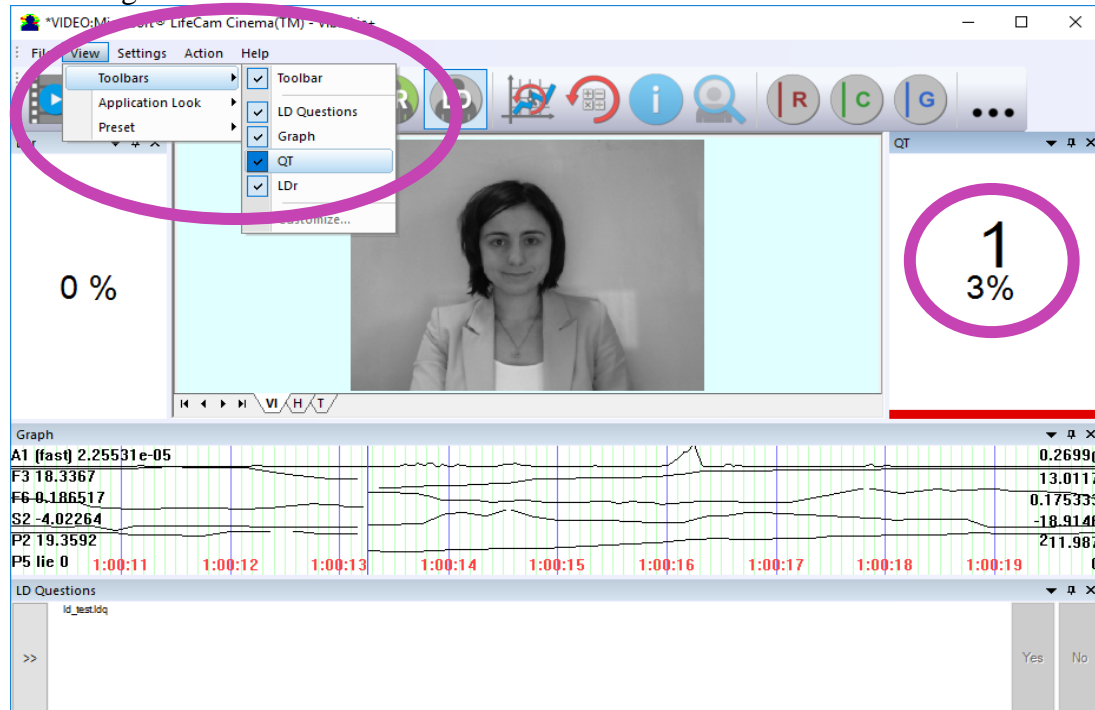 *VIDEO:Microsoft® LifeCam Cinema(TM) -
File View Settings Action Help
Toolbars
Application Look
Preset
Toolbar
LD Questions
Graph
QT
LDr
Customize...
R C G
QT
0 %
1
3%
VI H T
Graph
A1 (fast) 2.25531e-05
F3 18.3367 13.0117
F6 0.186517 0.175333
S2 -4.02264
P2 19.3592 211.987
P5 lie 0
1:00:11 1:00:12 1:00:13 1:00:14 1:00:15 1:00:16 1:00:17 1:00:18 1:00:19
LD Questions
ld_test.ldq
>> Yes No